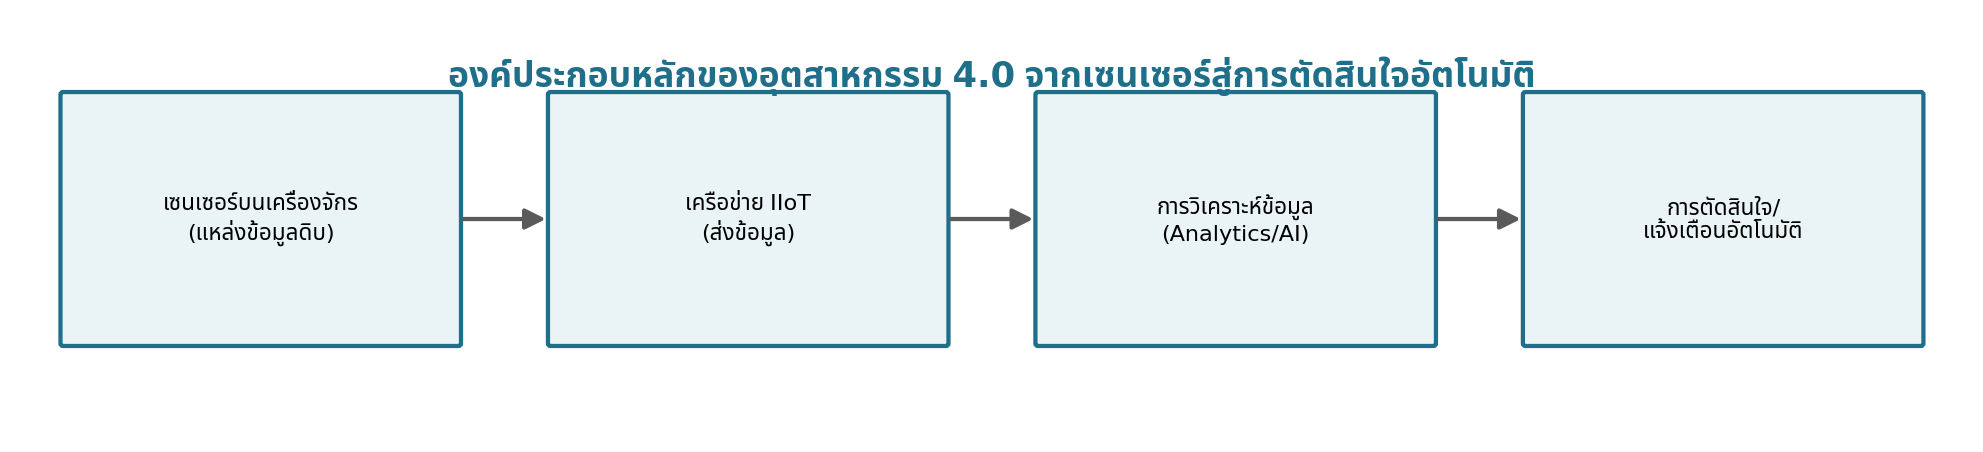 องค์ประกอบหลักของอุตสาหกรรม 4.0 จากเซนเซอร์สู่การตัดสินใจอัตโนมัติ
เซนเซอร์บนเครื่องจักร
(แหล่งข้อมูลดิบ)
เครือข่าย IIoT
(ส่งข้อมูล)
การวิเคราะห์ข้อมูล
(Analytics/AI)
การตัดสินใจ/
แจ้งเตือนอัตโนมัติ